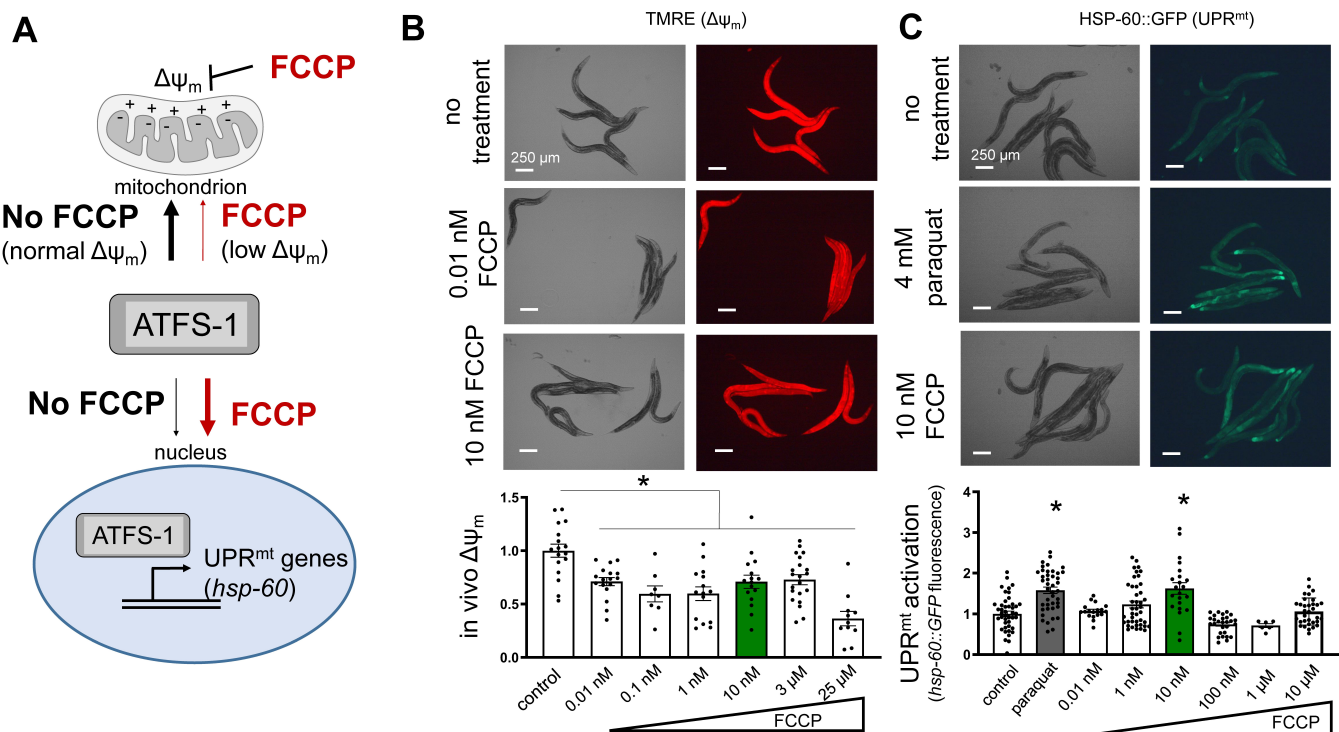 A
Δψm
FCCP
+ + + + +
- - - - -
mitochondrion
No FCCP
(normal Δψm)
FCCP
(low Δψm)
ATFS-1
No FCCP
FCCP
nucleus
ATFS-1
UPRmt genes
(hsp-60)
B
TMRE (Δψm)
no
treatment
250 μm
0.01 nM
FCCP
10 nM FCCP
in vivo Δψm
1.5
1.0
0.5
0.0
*
control
0.01 nM
0.1 nM
1 nM
10 nM
3 μM
25 μM
FCCP
C
HSP-60::GFP (UPRmt)
no
treatment
250 μm
4 mM
paraquat
10 nM
FCCP
UPRmt activation
(hsp-60::GFP fluorescence)
4
3
2
1
0
*
*
control
paraquat
0.01 nM
1 nM
10 nM
100 nM
1 μM
10 μM
FCCP